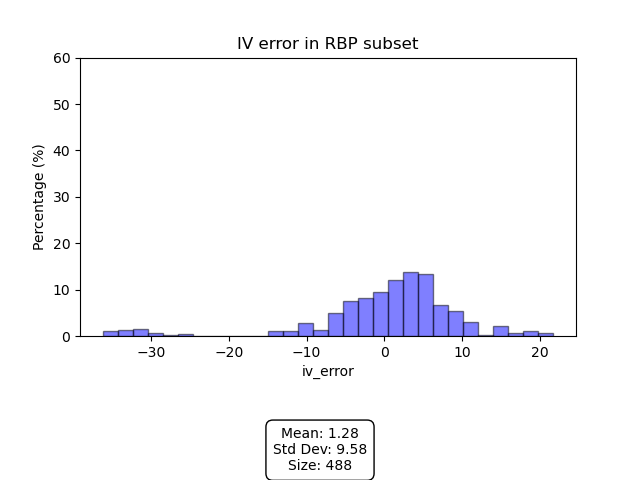 IV error in RBP subset
60
50
40
30
20
10
0
Percentage (%)
−30 −20 −10 0 10 20
iv_error
Mean: 1.28
Std Dev: 9.58
Size: 488